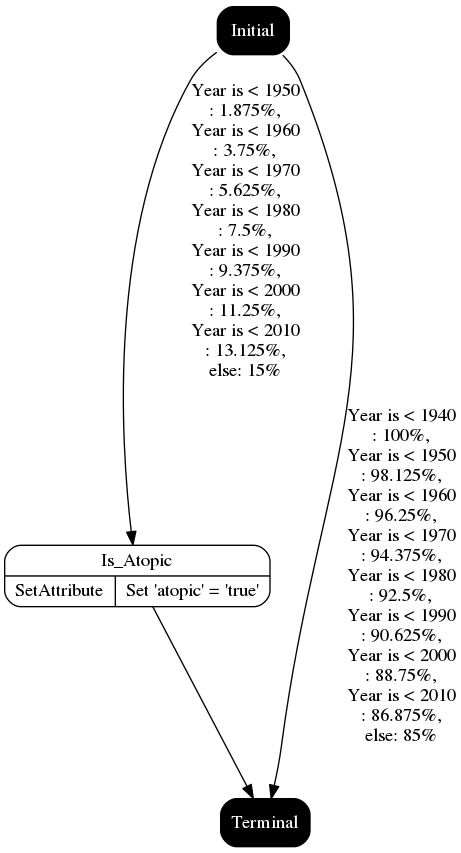 Initial
Year is < 1950
: 1.875%,
Year is < 1960
: 3.75%,
Year is < 1970
: 5.625%,
Year is < 1980
: 7.5%,
Year is < 1990
: 9.375%,
Year is < 2000
: 11.25%,
Year is < 2010
: 13.125%,
else: 15%
Year is < 1940
: 100%,
Year is < 1950
: 98.125%,
Year is < 1960
: 96.25%,
Year is < 1970
: 94.375%,
Year is < 1980
: 92.5%,
Year is < 1990
: 90.625%,
Year is < 2000
: 88.75%,
Year is < 2010
: 86.875%,
else: 85%
Is_Atopic
SetAttribute Set 'atopic' = 'true'
Terminal